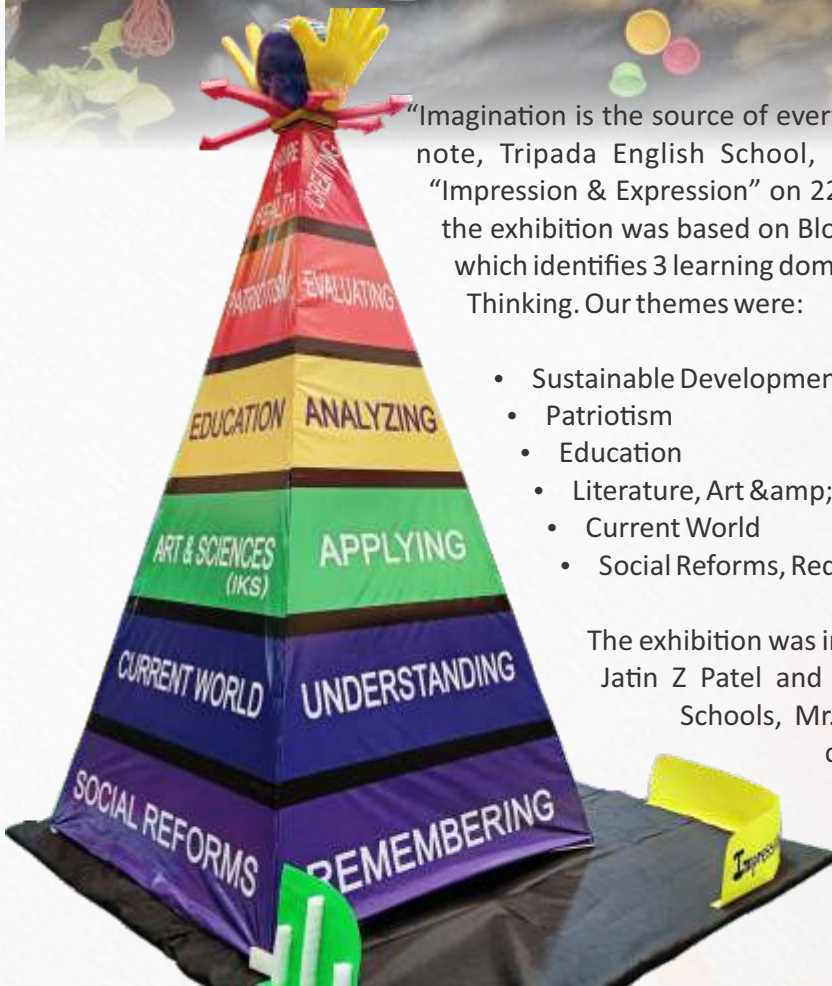 “Imagination is the source of ever
note, Tripada English School,
“Impression & Expression” on 22
the exhibition was based on Blo
which identifies 3 learning dom
Thinking. Our themes were:
• Sustainable Developmen
• Patriotism
• Education
• Literature, Art &amp;
• Current World
• Social Reforms, Rec
The exhibition was i
Jatin Z Patel and
Schools, Mr.
HEALTH
CREATING
PATRIOTISM
EVALUATING
EDUCATION
ANALYZING
ART & SCIENCES
(IKS)
APPLYING
CURRENT WORLD
UNDERSTANDING
SOCIAL REFORMS
REMEMBERING
Impress